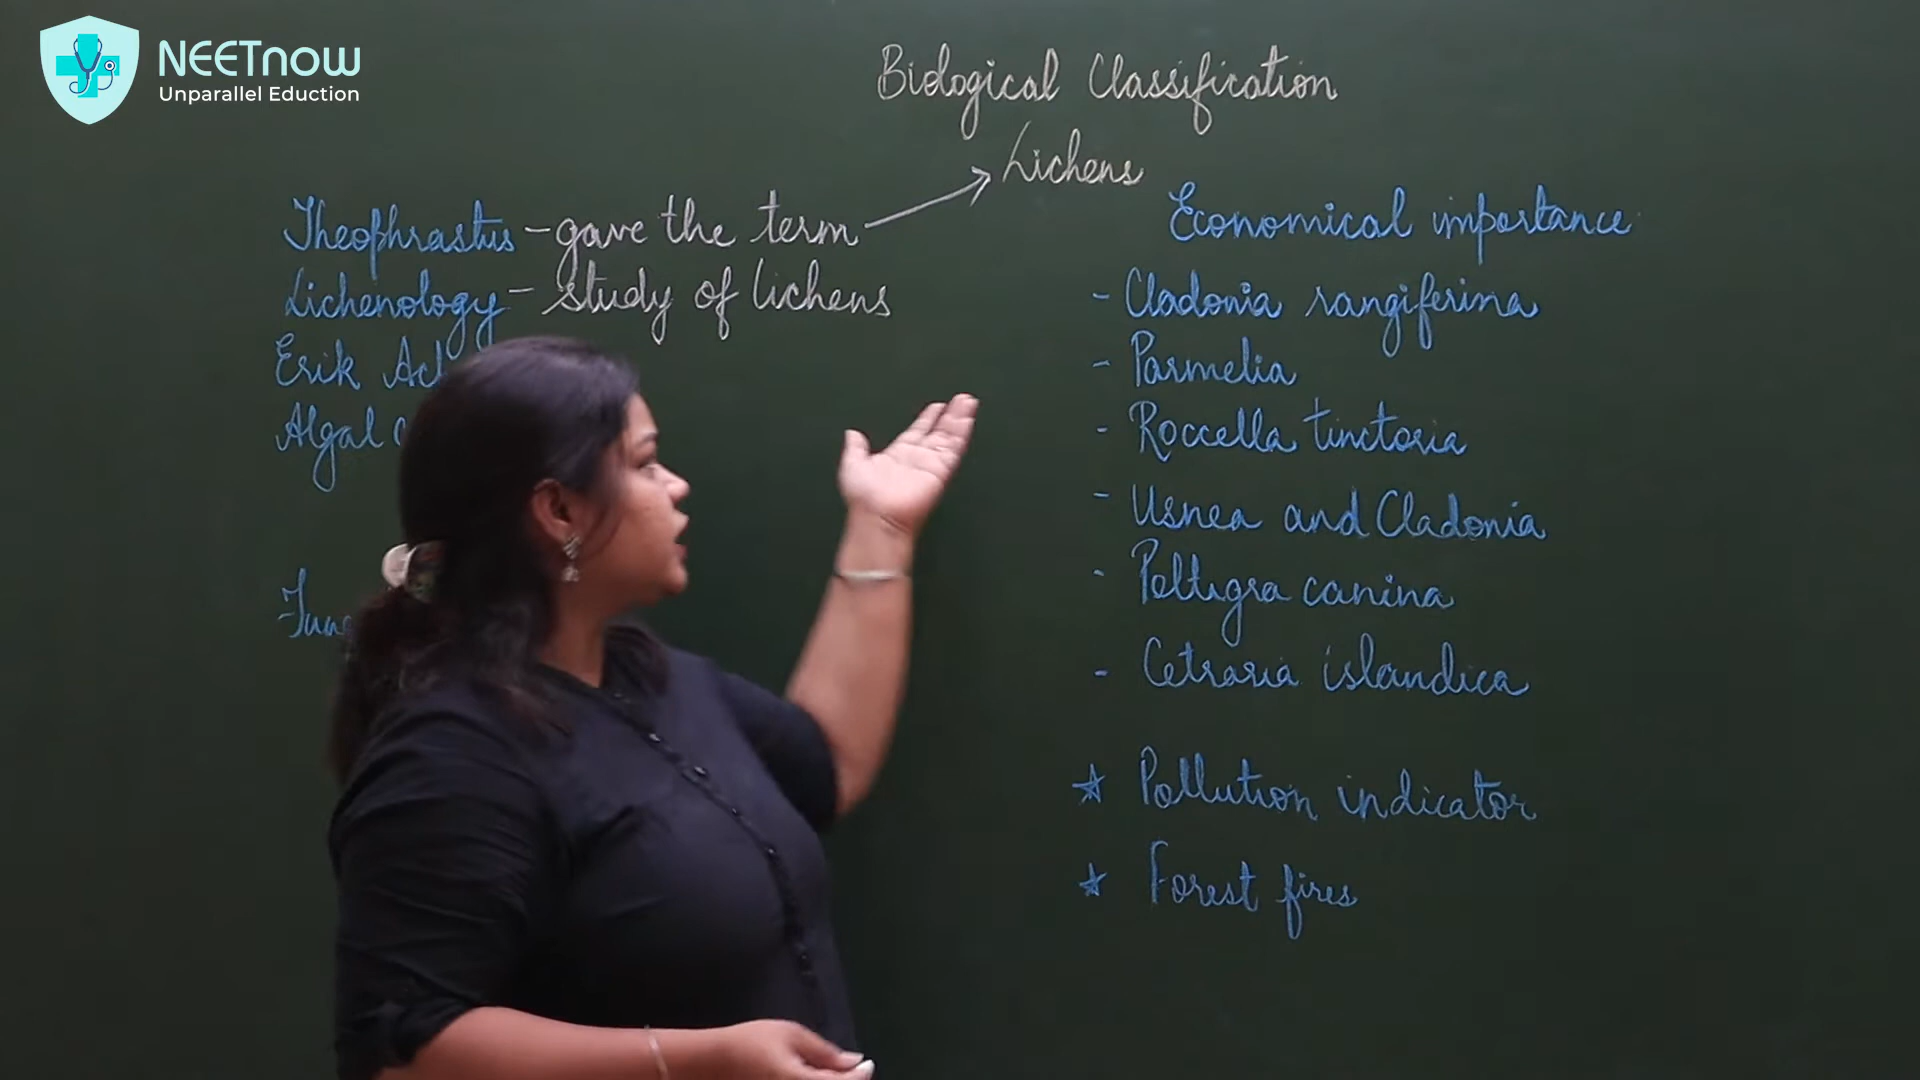 NEETnow
Unparallel Eduction
Biological Classification
Lichens
Theophrastus - gave the term
Lichenology - study of lichens
Erik
Algal
Economical importance
- Cladonia rangiferina
- Parmelia
- Roccella tinctoria
- Usnea and Cladonia
- Peltigra canina
- Cetraria islandica
★ Pollution indicator
★ Forest fires